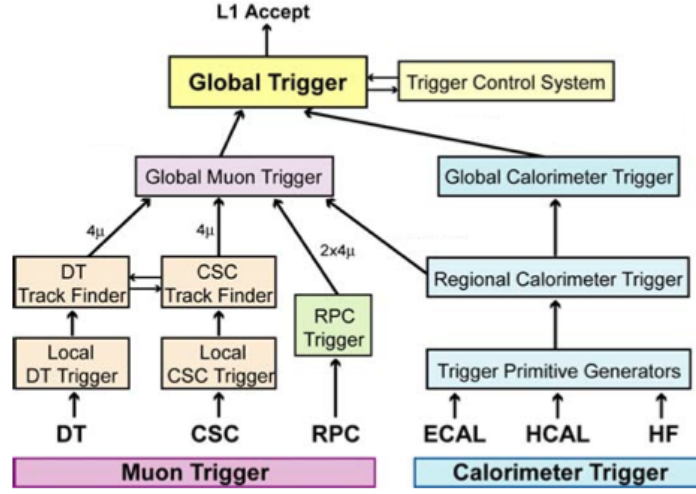 L1 Accept
Global Trigger
Trigger Control System
Global Muon Trigger
Global Calorimeter Trigger
4μ
4μ
2x4μ
DT
Track Finder
CSC
Track Finder
Regional Calorimeter Trigger
RPC
Trigger
Local
DT Trigger
Local
CSC Trigger
Trigger Primitive Generators
DT
CSC
RPC
ECAL
HCAL
HF
Muon Trigger
Calorimeter Trigger